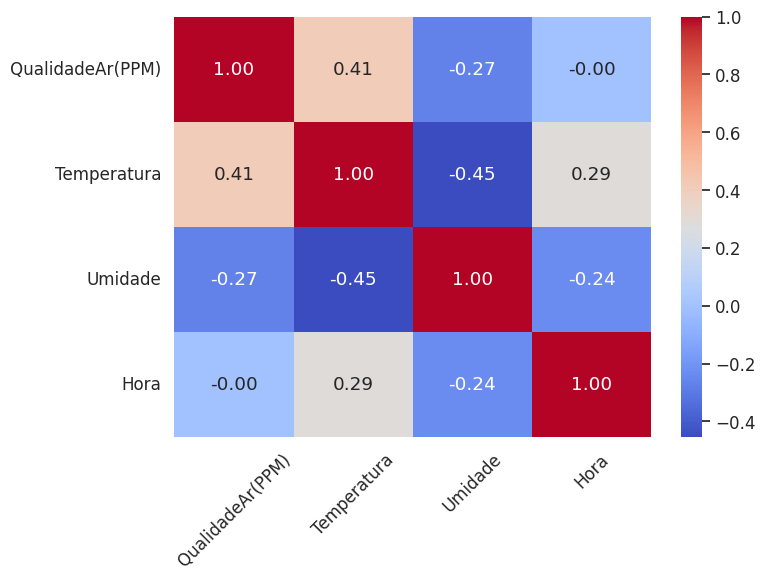 QualidadeAr(PPM) 1.00 0.41 -0.27 -0.00
Temperatura 0.41 1.00 -0.45 0.29
Umidade -0.27 -0.45 1.00 -0.24
Hora -0.00 0.29 -0.24 1.00
QualidadeAr(PPM) Temperatura Umidade Hora
1.0
0.8
0.6
0.4
0.2
0.0
−0.2
−0.4